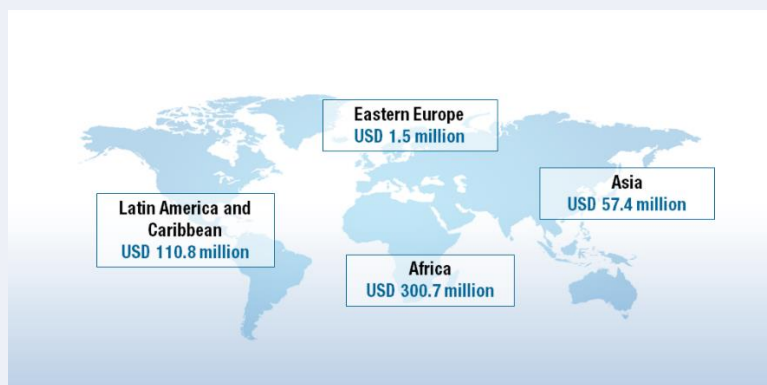 Eastern Europe
USD 1.5 million
Asia
USD 57.4 million
Latin America and
Caribbean
USD 110.8 million
Africa
USD 300.7 million